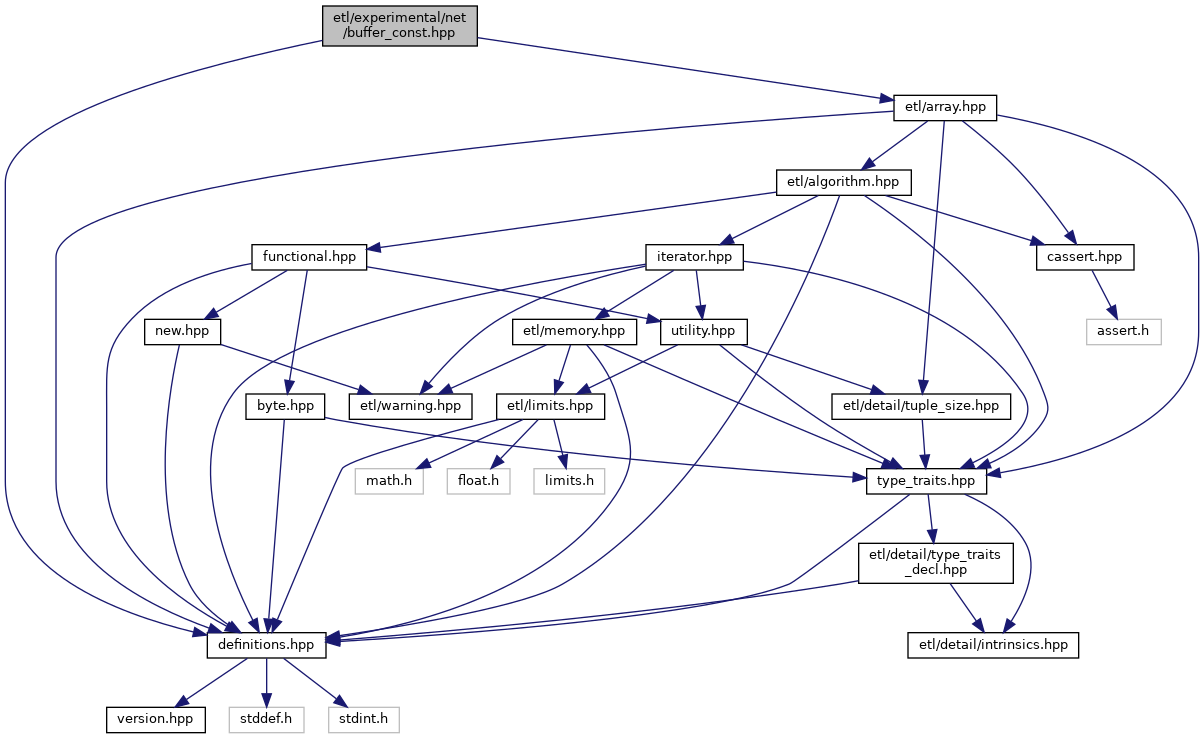 etl/experimental/net
/buffer_const.hpp
etl/array.hpp
etl/algorithm.hpp
functional.hpp
iterator.hpp
cassert.hpp
new.hpp
etl/memory.hpp
utility.hpp
assert.h
byte.hpp
etl/warning.hpp
etl/limits.hpp
etl/detail/tuple_size.hpp
math.h
float.h
limits.h
type_traits.hpp
etl/detail/type_traits
_decl.hpp
definitions.hpp
etl/detail/intrinsics.hpp
version.hpp
stddef.h
stdint.h